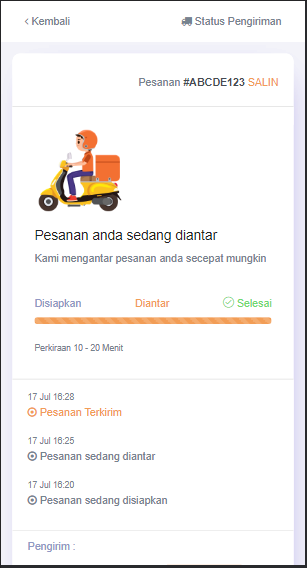 Kembali
Status Pengiriman
Pesanan #ABCDE123 SALIN
Pesanan anda sedang diantar
Kami mengantar pesanan anda secepat mungkin
Disiapkan Diantar Selesai
Perkiraan 10 - 20 Menit
17 Jul 16:28
Pesanan Terkirim
17 Jul 16:25
Pesanan sedang diantar
17 Jul 16:20
Pesanan sedang disiapkan
Pengirim :